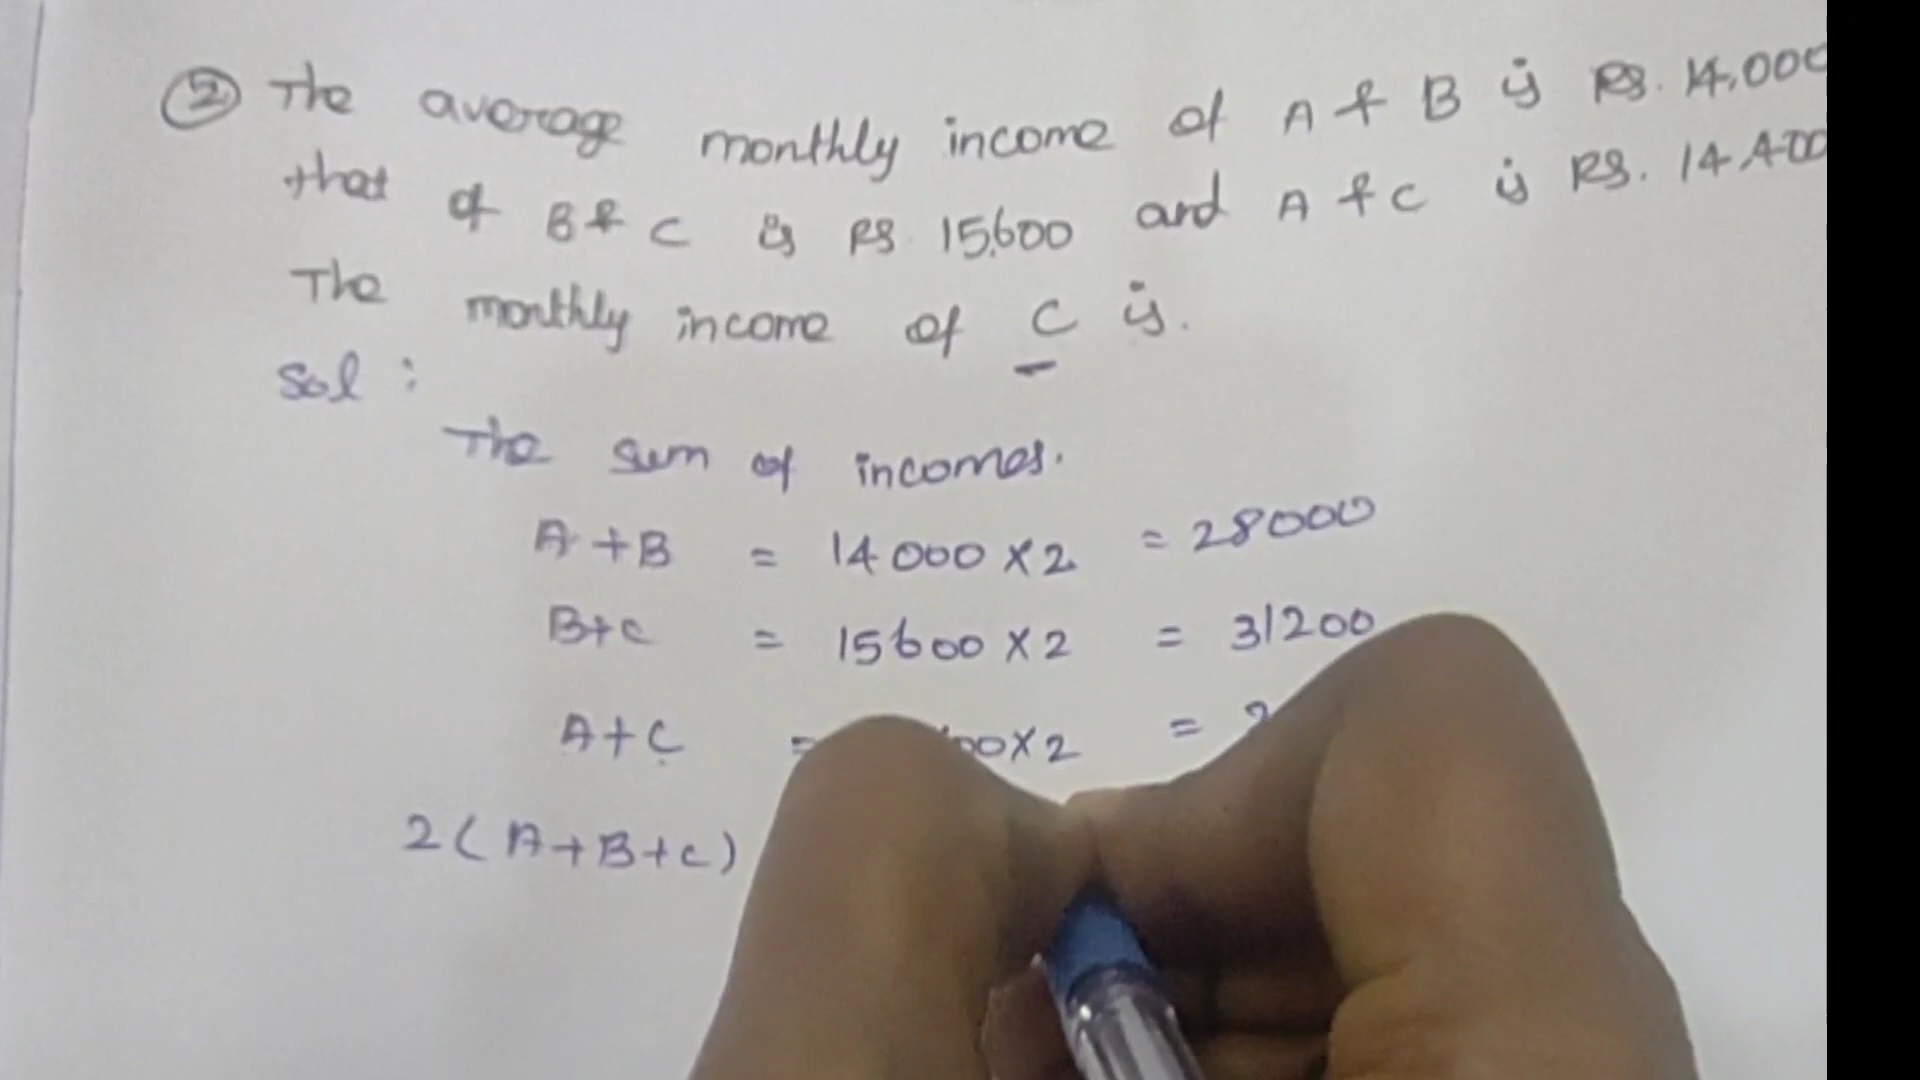 ② The average monthly income of A & B is Rs. 14,000
that of B & C is RS 15,600 and A & C is RS. 14,400
The monthly income of C is.
Sol :
The sum of incomes.
A + B = 14000 × 2 = 28000
B+C = 15600 × 2 = 31200
A+C = 00×2 =
2(A+B+C)